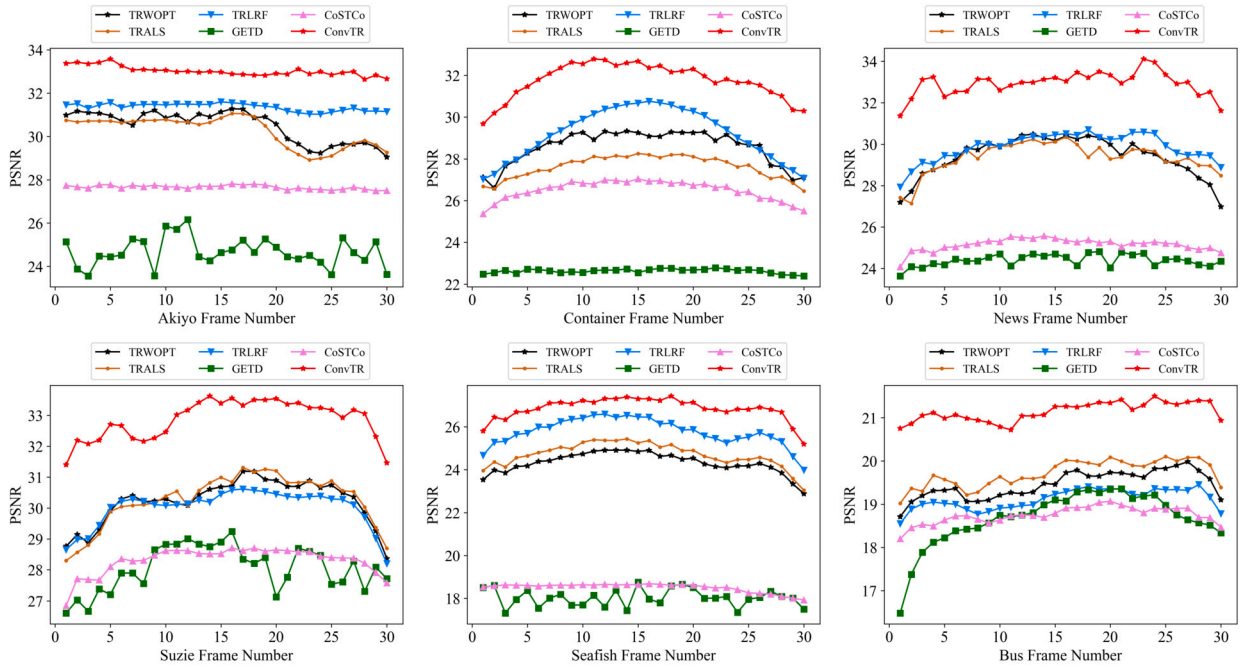 TRWOPT TRLRF CoSTCo
TRALS GETD ConvTR
34
32
30
28
26
24
PSNR
0 5 10 15 20 25 30
Akiyo Frame Number
TRWOPT TRLRF CoSTCo
TRALS GETD ConvTR
32
30
28
26
24
22
PSNR
0 5 10 15 20 25 30
Container Frame Number
TRWOPT TRLRF CoSTCo
TRALS GETD ConvTR
34
32
30
28
26
24
PSNR
0 5 10 15 20 25 30
News Frame Number
TRWOPT TRLRF CoSTCo
TRALS GETD ConvTR
33
32
31
30
29
28
27
PSNR
0 5 10 15 20 25 30
Suzie Frame Number
TRWOPT TRLRF CoSTCo
TRALS GETD ConvTR
26
24
22
20
18
PSNR
0 5 10 15 20 25 30
Seafish Frame Number
TRWOPT TRLRF CoSTCo
TRALS GETD ConvTR
21
20
19
18
17
PSNR
0 5 10 15 20 25 30
Bus Frame Number